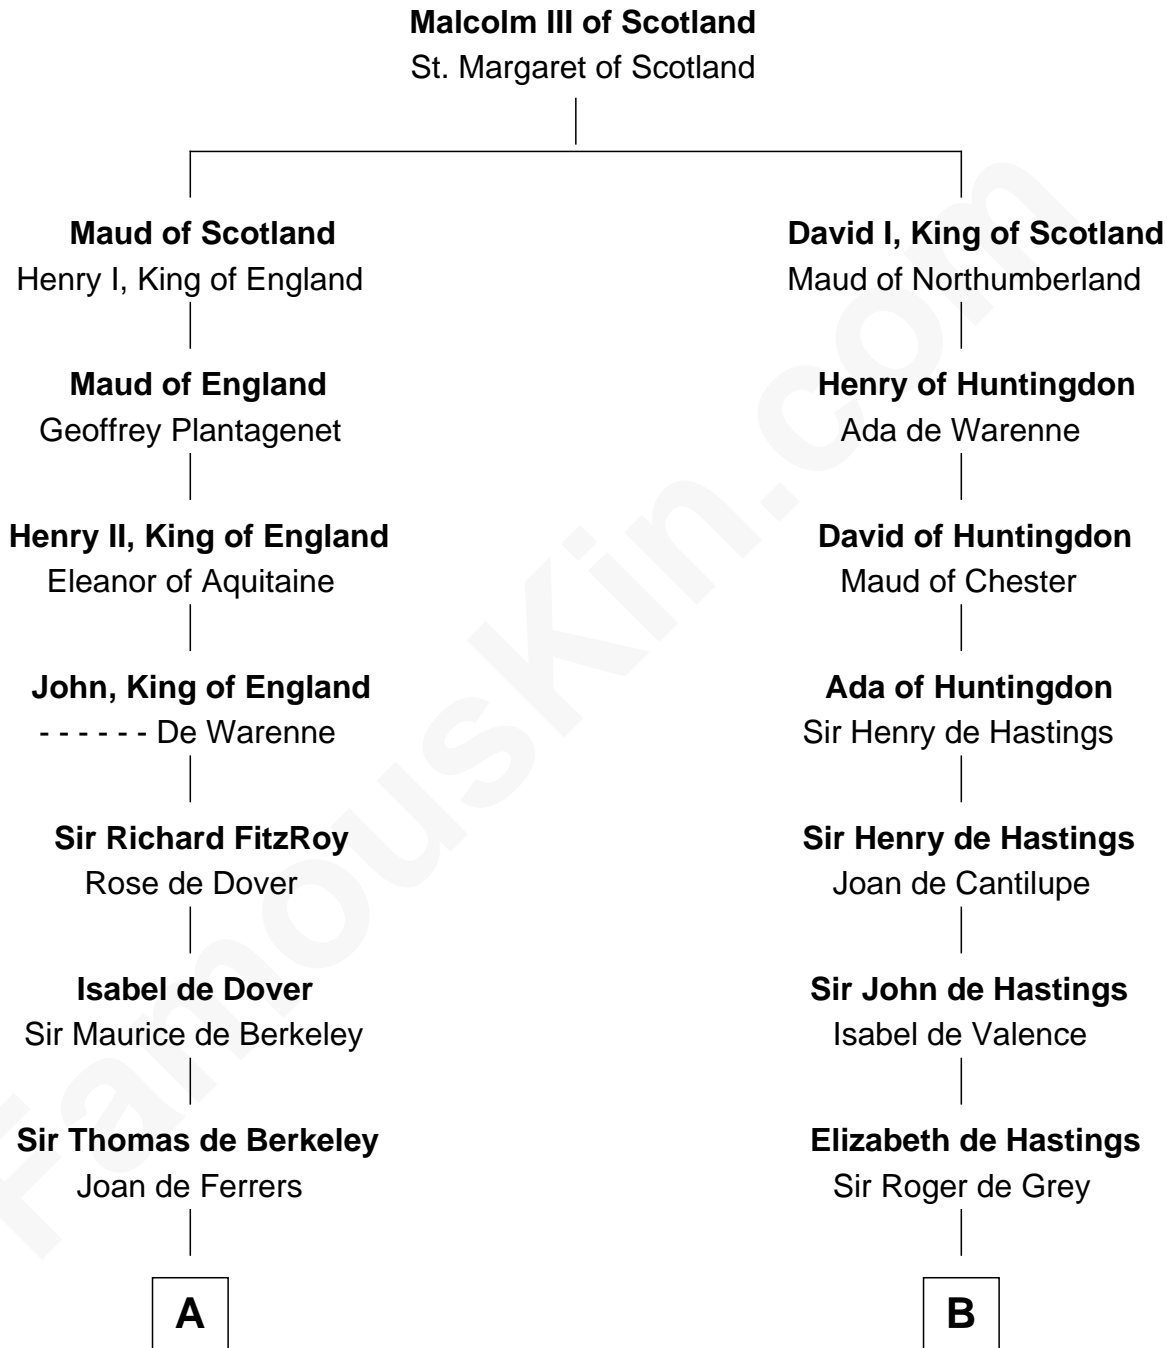 Malcolm III of Scotland
St. Margaret of Scotland
Maud of Scotland
Henry I, King of England
David I, King of Scotland
Maud of Northumberland
Maud of England
Geoffrey Plantagenet
Henry of Huntingdon
Ada de Warenne
Henry II, King of England
Eleanor of Aquitaine
David of Huntingdon
Maud of Chester
John, King of England
- - - - - - De Warenne
Ada of Huntingdon
Sir Henry de Hastings
Sir Richard FitzRoy
Rose de Dover
Sir Henry de Hastings
Joan de Cantilupe
Isabel de Dover
Sir Maurice de Berkeley
Sir John de Hastings
Isabel de Valence
Sir Thomas de Berkeley
Joan de Ferrers
Elizabeth de Hastings
Sir Roger de Grey
A
B
FamousKin.com